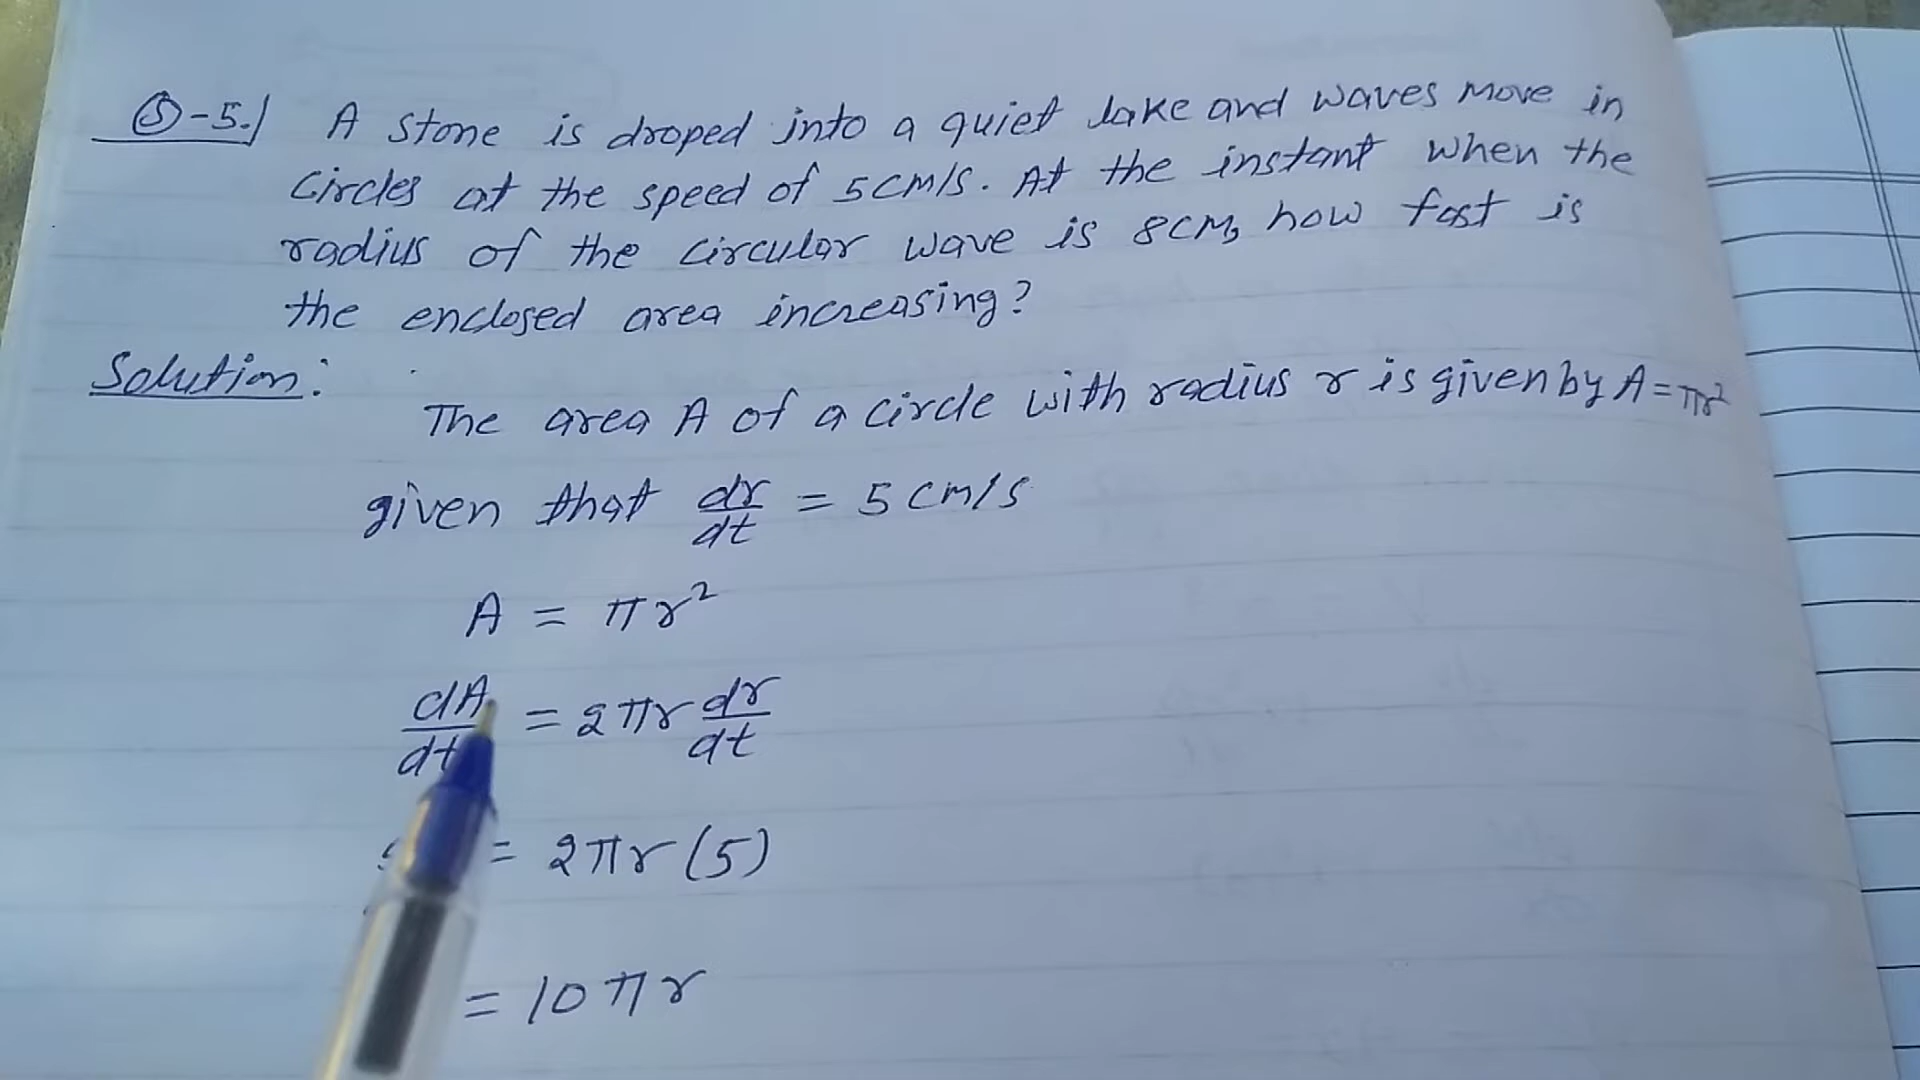 ⑤-5.) A stone is droped into a quiet lake and waves move in
circles at the speed of 5cm/s. At the instant when the
radius of the circular wave is 8cm, how fast is
the enclosed area increasing?
Solution:
The area A of a circle with radius r is given by A = πr²
given that dr/dt = 5cm/s
A = πr²
dA/dt = 2πr dr/dt
= 2πr(5)
= 10πr